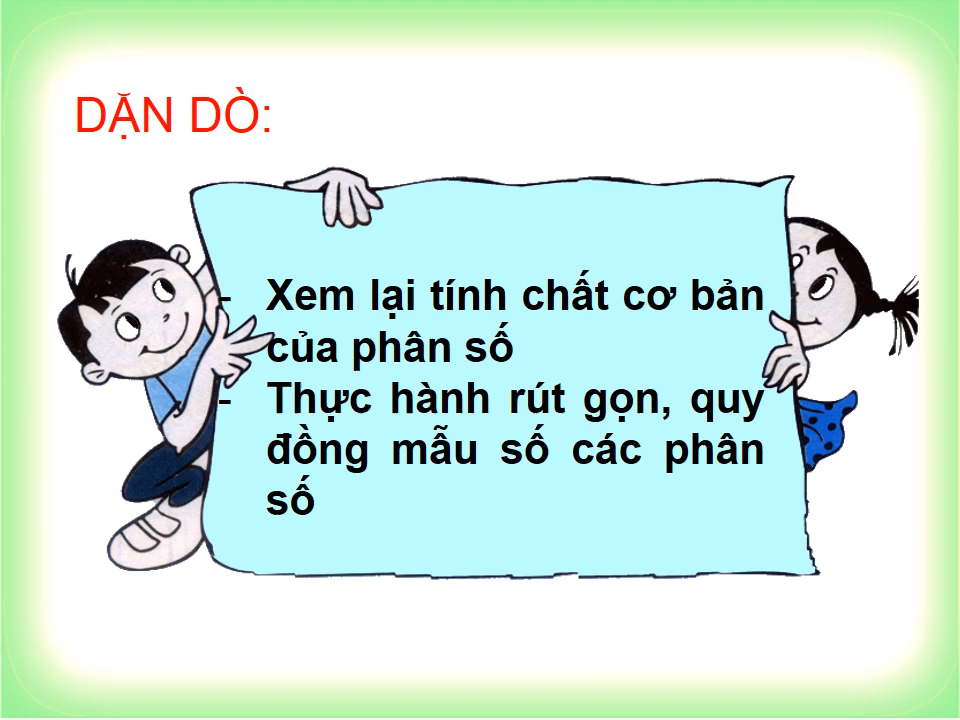 DẶN DÒ:
- Xem lại tính chất cơ bản
của phân số
- Thực hành rút gọn, quy
đồng mẫu số các phân
số